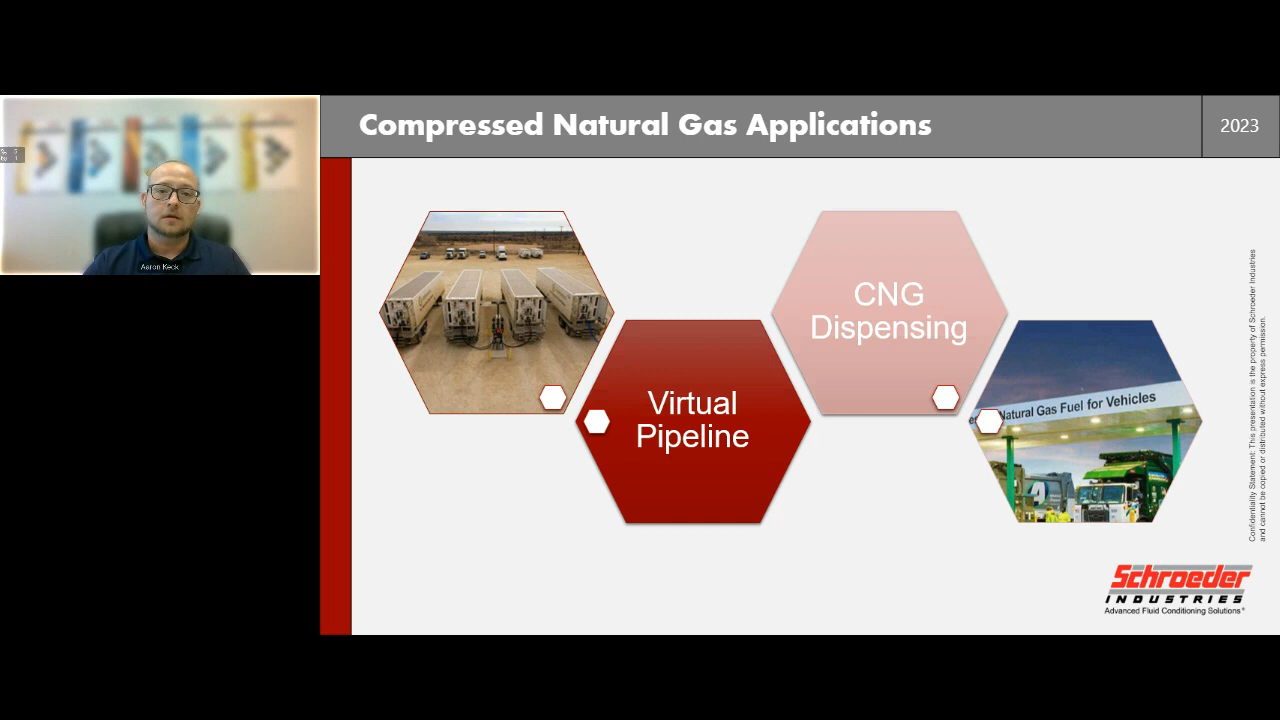 Compressed Natural Gas Applications
2023
Aaron Keck
CNG
Dispensing
Virtual
Pipeline
Natural Gas Fuel for Vehicles
Confidentiality Statement: This presentation is the property of Schroeder Industries
and cannot be copied or distributed without express permission.
Schroeder
INDUSTRIES
Advanced Fluid Conditioning Solutions®